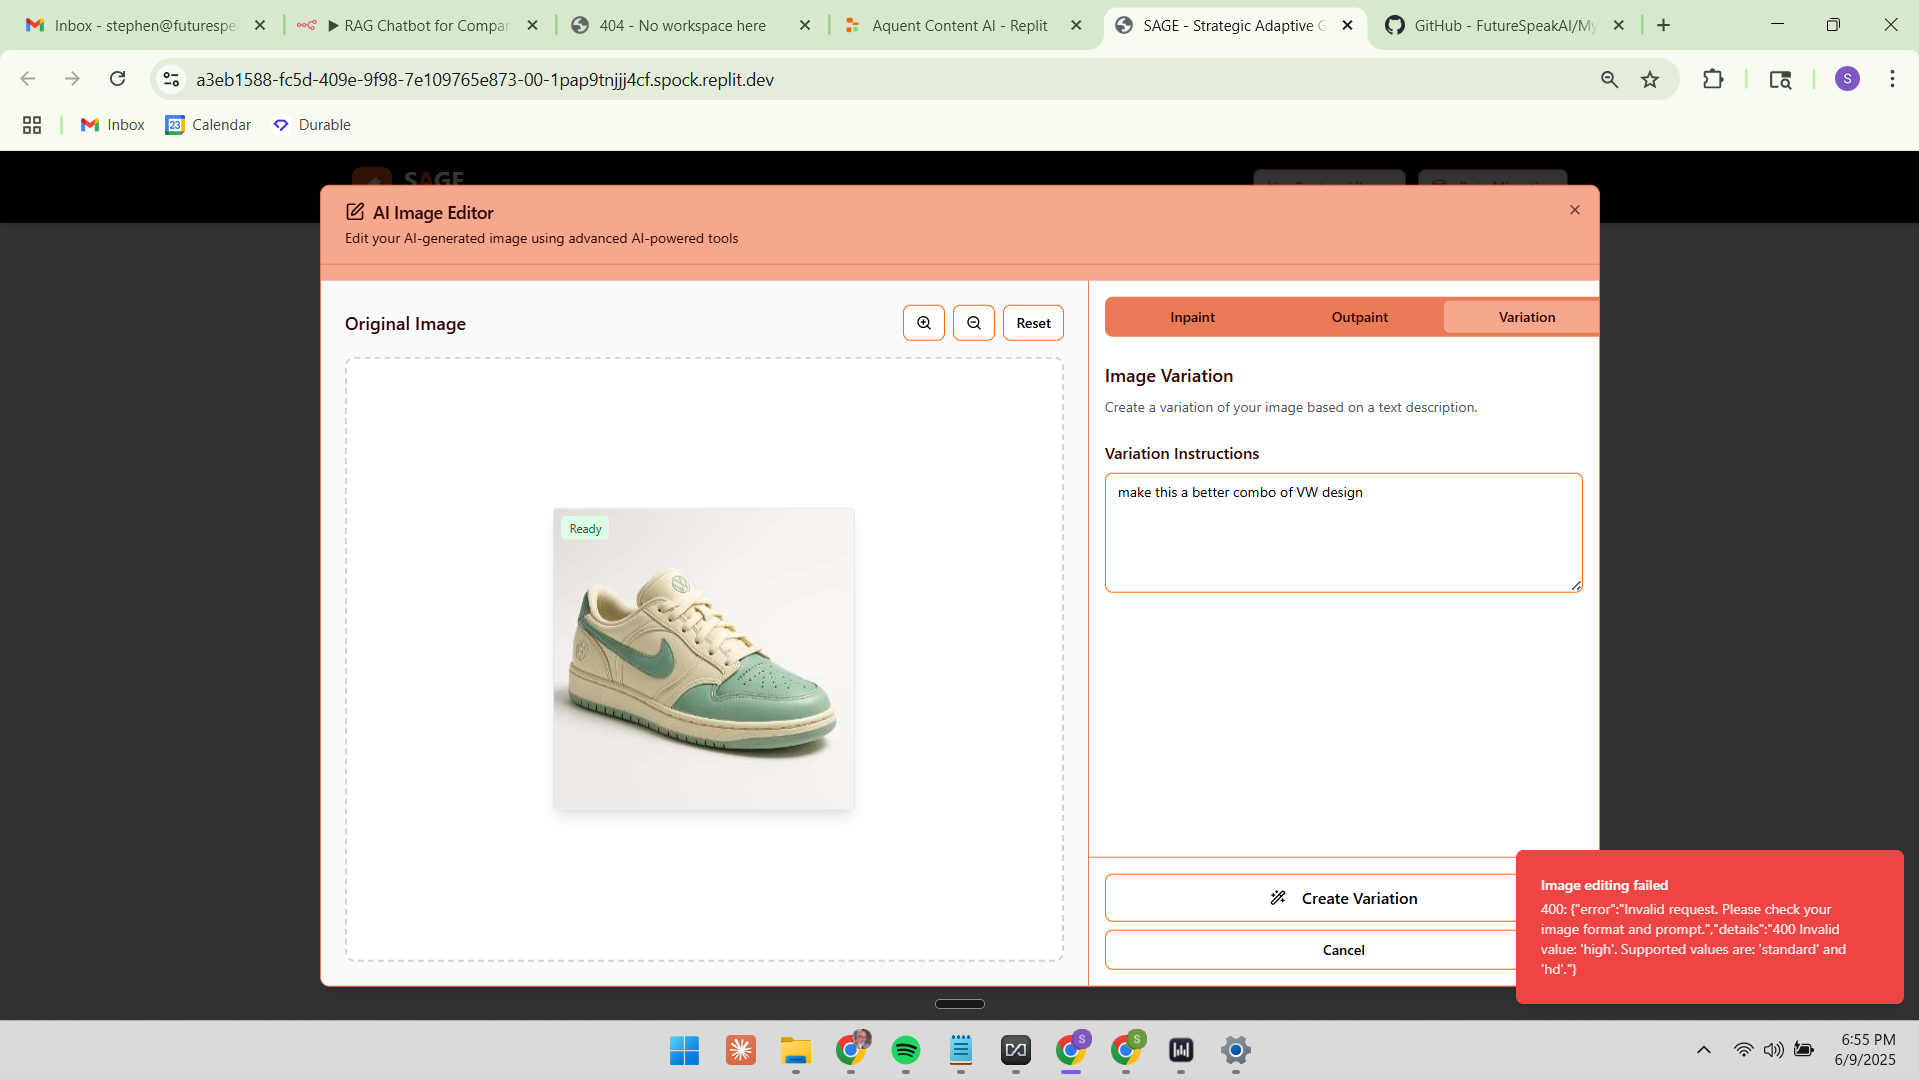 Inbox - stephen@futurespe
▶ RAG Chatbot for Compan
404 - No workspace here
Aquent Content AI - Replit
SAGE - Strategic Adaptive G
GitHub - FutureSpeakAI/My
a3eb1588-fc5d-409e-9f98-7e109765e873-00-1pap9tnjjj4cf.spock.replit.dev
S
Inbox
23
Calendar
Durable
SAGE
AI Image Editor
Edit your AI-generated image using advanced AI-powered tools
Original Image
Reset
Inpaint
Outpaint
Variation
Image Variation
Create a variation of your image based on a text description.
Variation Instructions
make this a better combo of VW design
Ready
Create Variation
Cancel
Image editing failed
400: {"error":"Invalid request. Please check your
image format and prompt.","details":"400 Invalid
value: 'high'. Supported values are: 'standard' and
'hd'."}
S
S
6:55 PM
6/9/2025